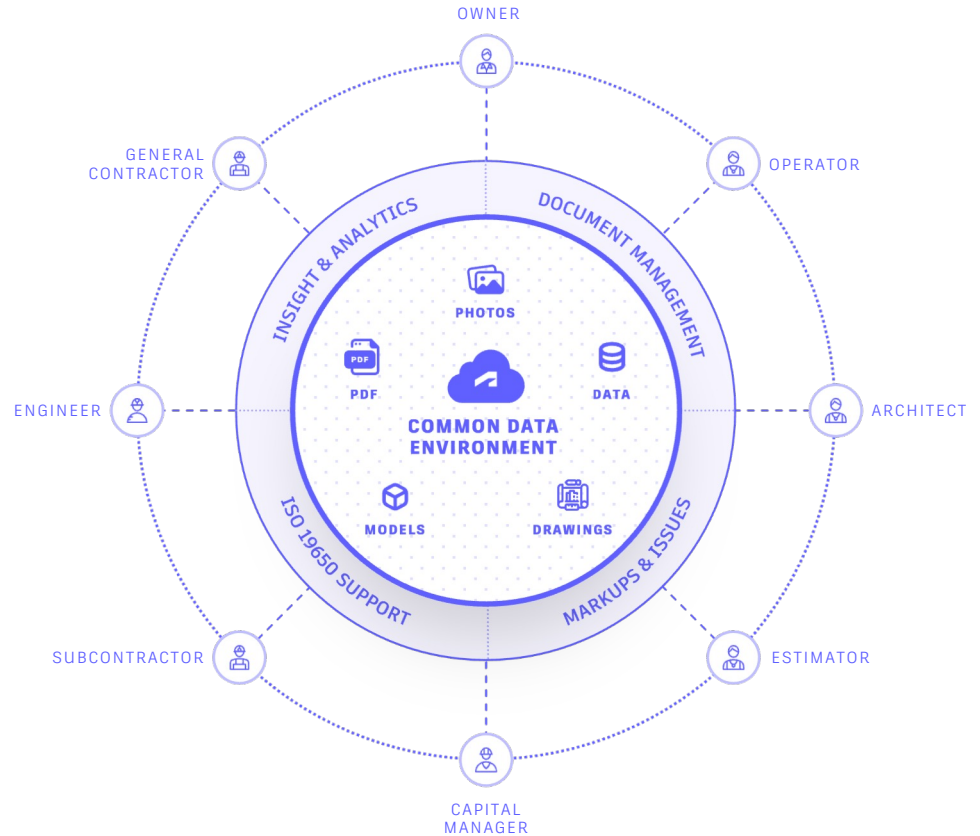 OWNER
GENERAL
CONTRACTOR
OPERATOR
INSIGHT & ANALYTICS
DOCUMENT MANAGEMENT
PHOTOS
PDF
PDF
DATA
ENGINEER
ARCHITECT
COMMON DATA
ENVIRONMENT
MODELS
DRAWINGS
ISO 19650 SUPPORT
MARKUPS & ISSUES
SUBCONTRACTOR
ESTIMATOR
CAPITAL
MANAGER